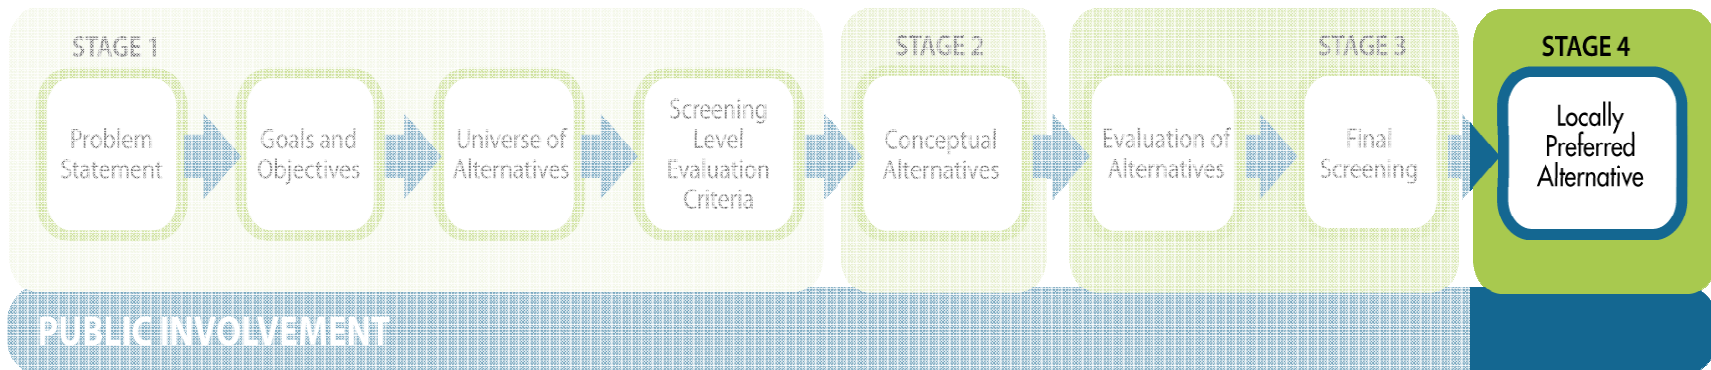 STAGE 1
Problem
Statement
Goals and
Objectives
Universe of
Alternatives
Screening
Level
Evaluation
Criteria
STAGE 2
Conceptual
Alternatives
STAGE 3
Evaluation of
Alternatives
Final
Screening
STAGE 4
Locally
Preferred
Alternative
PUBLIC INVOLVEMENT